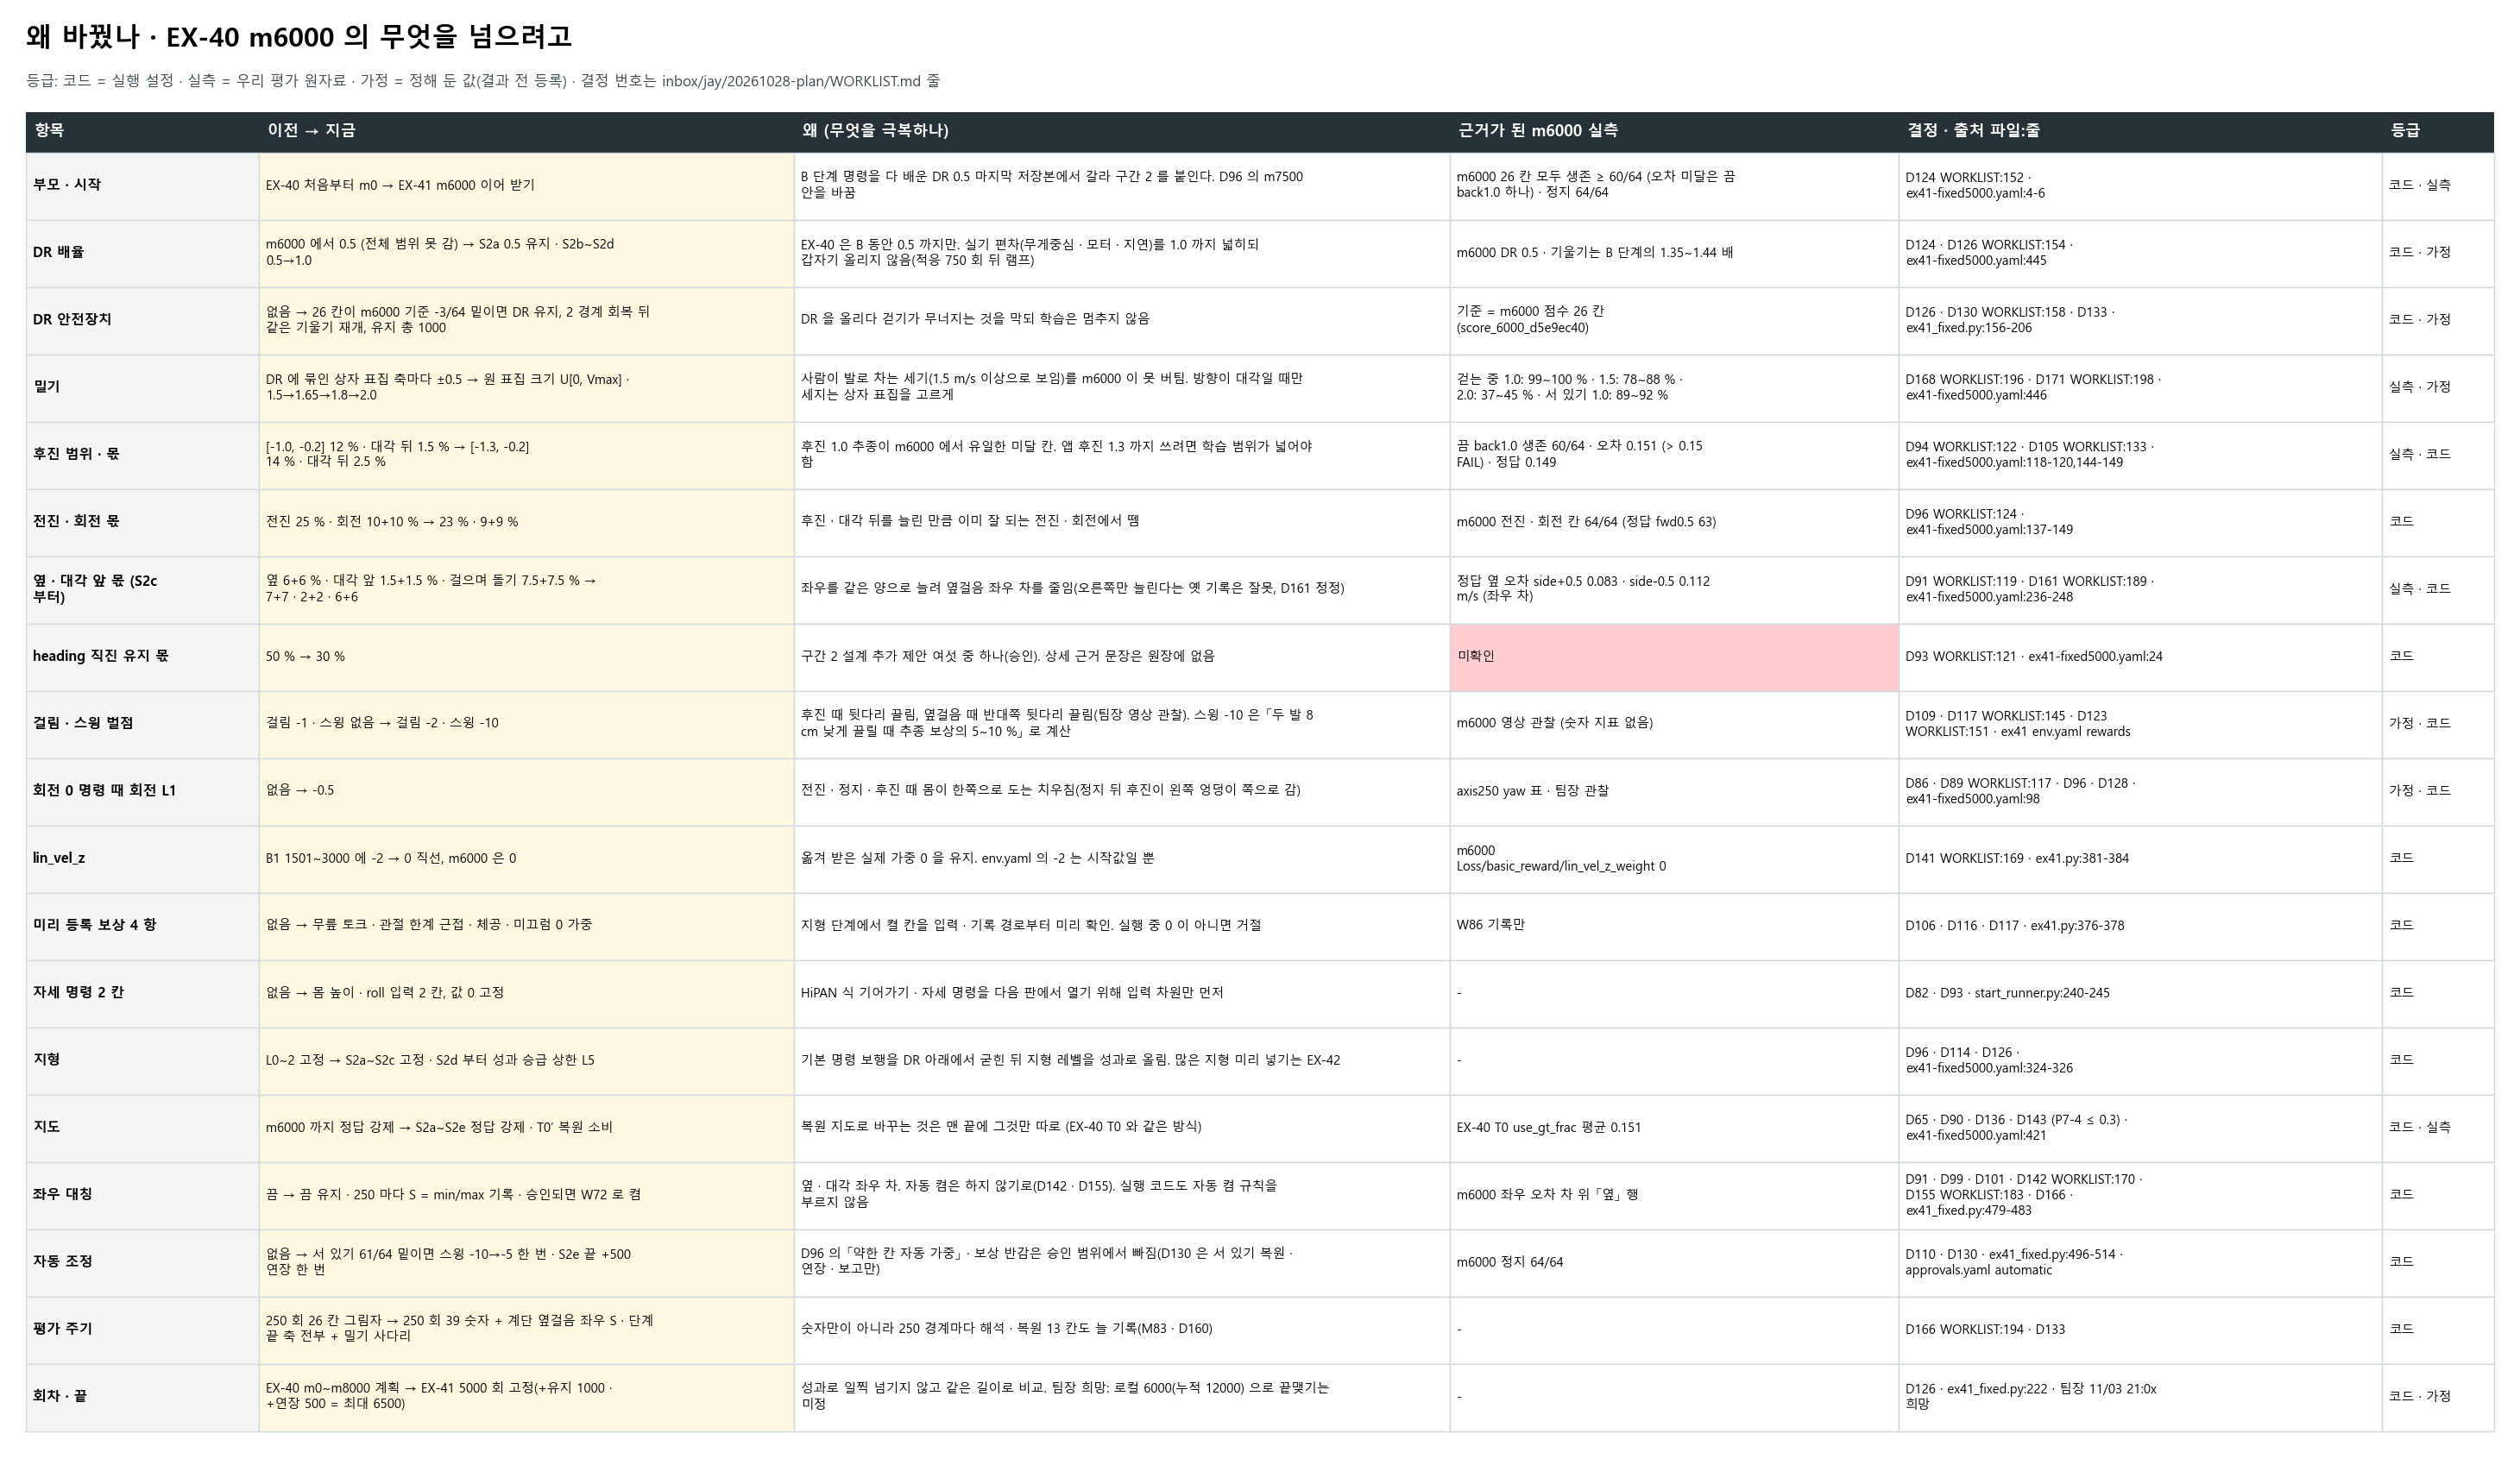 왜 바꿨나 · EX-40 m6000 의 무엇을 넘으려고
등급: 코드 = 실행 설정 · 실측 = 우리 평가 원자료 · 가정 = 정해 둔 값(결과 전 등록) · 결정 번호는 inbox/jay/20261028-plan/WORKLIST.md 줄
항목
이전 → 지금
왜 (무엇을 극복하나)
근거가 된 m6000 실측
결정 · 출처 파일:줄
등급
부모 · 시작
EX-40 처음부터 m0 → EX-41 m6000 이어 받기
B 단계 명령을 다 배운 DR 0.5 마지막 저장본에서 갈라 구간 2 를 붙인다. D96 의 m7500
안을 바꿈
m6000 26 칸 모두 생존 ≥ 60/64 (오차 미달은 끔
back1.0 하나) · 정지 64/64
D124 WORKLIST:152 ·
ex41-fixed5000.yaml:4-6
코드 · 실측
DR 배율
m6000 에서 0.5 (전체 범위 못 감) → S2a 0.5 유지 · S2b~S2d
0.5→1.0
EX-40 은 B 동안 0.5 까지만. 실기 편차(무게중심 · 모터 · 지연)를 1.0 까지 넓히되
갑자기 올리지 않음(적응 750 회 뒤 램프)
m6000 DR 0.5 · 기울기는 B 단계의 1.35~1.44 배
D124 · D126 WORKLIST:154 ·
ex41-fixed5000.yaml:445
코드 · 가정
DR 안전장치
없음 → 26 칸이 m6000 기준 -3/64 밑이면 DR 유지, 2 경계 회복 뒤
같은 기울기 재개, 유지 총 1000
DR 을 올리다 걷기가 무너지는 것을 막되 학습은 멈추지 않음
기준 = m6000 점수 26 칸
(score_6000_d5e9ec40)
D126 · D130 WORKLIST:158 · D133 ·
ex41_fixed.py:156-206
코드 · 가정
밀기
DR 에 묶인 상자 표집 축마다 ±0.5 → 원 표집 크기 U[0, Vmax] ·
1.5→1.65→1.8→2.0
사람이 발로 차는 세기(1.5 m/s 이상으로 보임)를 m6000 이 못 버팀. 방향이 대각일 때만
세지는 상자 표집을 고르게
걷는 중 1.0: 99~100 % · 1.5: 78~88 % ·
2.0: 37~45 % · 서 있기 1.0: 89~92 %
D168 WORKLIST:196 · D171 WORKLIST:198 ·
ex41-fixed5000.yaml:446
실측 · 가정
후진 범위 · 몫
[-1.0, -0.2] 12 % · 대각 뒤 1.5 % → [-1.3, -0.2]
14 % · 대각 뒤 2.5 %
후진 1.0 추종이 m6000 에서 유일한 미달 칸. 앱 후진 1.3 까지 쓰려면 학습 범위가 넓어야
함
끔 back1.0 생존 60/64 · 오차 0.151 (> 0.15
FAIL) · 정답 0.149
D94 WORKLIST:122 · D105 WORKLIST:133 ·
ex41-fixed5000.yaml:118-120,144-149
실측 · 코드
전진 · 회전 몫
전진 25 % · 회전 10+10 % → 23 % · 9+9 %
후진 · 대각 뒤를 늘린 만큼 이미 잘 되는 전진 · 회전에서 뗌
m6000 전진 · 회전 칸 64/64 (정답 fwd0.5 63)
D96 WORKLIST:124 ·
ex41-fixed5000.yaml:137-149
코드
옆 · 대각 앞 몫 (S2c
부터)
옆 6+6 % · 대각 앞 1.5+1.5 % · 걸으며 돌기 7.5+7.5 % →
7+7 · 2+2 · 6+6
좌우를 같은 양으로 늘려 옆걸음 좌우 차를 줄임(오른쪽만 늘린다는 옛 기록은 잘못, D161 정정)
정답 옆 오차 side+0.5 0.083 · side-0.5 0.112
m/s (좌우 차)
D91 WORKLIST:119 · D161 WORKLIST:189 ·
ex41-fixed5000.yaml:236-248
실측 · 코드
heading 직진 유지 몫
50 % → 30 %
구간 2 설계 추가 제안 여섯 중 하나(승인). 상세 근거 문장은 원장에 없음
미확인
D93 WORKLIST:121 · ex41-fixed5000.yaml:24
코드
걸림 · 스윙 벌점
걸림 -1 · 스윙 없음 → 걸림 -2 · 스윙 -10
후진 때 뒷다리 끌림, 옆걸음 때 반대쪽 뒷다리 끌림(팀장 영상 관찰). 스윙 -10 은 「두 발 8
cm 낮게 끌릴 때 추종 보상의 5~10 %」 로 계산
m6000 영상 관찰 (숫자 지표 없음)
D109 · D117 WORKLIST:145 · D123
WORKLIST:151 · ex41 env.yaml rewards
가정 · 코드
회전 0 명령 때 회전 L1
없음 → -0.5
전진 · 정지 · 후진 때 몸이 한쪽으로 도는 치우침(정지 뒤 후진이 왼쪽 엉덩이 쪽으로 감)
axis250 yaw 표 · 팀장 관찰
D86 · D89 WORKLIST:117 · D96 · D128 ·
ex41-fixed5000.yaml:98
가정 · 코드
lin_vel_z
B1 1501~3000 에 -2 → 0 직선, m6000 은 0
옮겨 받은 실제 가중 0 을 유지. env.yaml 의 -2 는 시작값일 뿐
m6000
Loss/basic_reward/lin_vel_z_weight 0
D141 WORKLIST:169 · ex41.py:381-384
코드
미리 등록 보상 4 항
없음 → 무릎 토크 · 관절 한계 근접 · 체공 · 미끄럼 0 가중
지형 단계에서 켤 칸을 입력 · 기록 경로부터 미리 확인. 실행 중 0 이 아니면 거절
W86 기록만
D106 · D116 · D117 · ex41.py:376-378
코드
자세 명령 2 칸
없음 → 몸 높이 · roll 입력 2 칸, 값 0 고정
HiPAN 식 기어가기 · 자세 명령을 다음 판에서 열기 위해 입력 차원만 먼저
-
D82 · D93 · start_runner.py:240-245
코드
지형
L0~2 고정 → S2a~S2c 고정 · S2d 부터 성과 승급 상한 L5
기본 명령 보행을 DR 아래에서 굳힌 뒤 지형 레벨을 성과로 올림. 많은 지형 미리 넣기는 EX-42
-
D96 · D114 · D126 ·
ex41-fixed5000.yaml:324-326
코드
지도
m6000 까지 정답 강제 → S2a~S2e 정답 강제 · T0′ 복원 소비
복원 지도로 바꾸는 것은 맨 끝에 그것만 따로 (EX-40 T0 와 같은 방식)
EX-40 T0 use_gt_frac 평균 0.151
D65 · D90 · D136 · D143 (P7-4 ≤ 0.3) ·
ex41-fixed5000.yaml:421
코드 · 실측
좌우 대칭
끔 → 끔 유지 · 250 마다 S = min/max 기록 · 승인되면 W72 로 켬
옆 · 대각 좌우 차. 자동 켬은 하지 않기로(D142 · D155). 실행 코드도 자동 켬 규칙을
부르지 않음
m6000 좌우 오차 차 위 「옆」 행
D91 · D99 · D101 · D142 WORKLIST:170 ·
D155 WORKLIST:183 · D166 ·
ex41_fixed.py:479-483
코드
자동 조정
없음 → 서 있기 61/64 밑이면 스윙 -10→-5 한 번 · S2e 끝 +500
연장 한 번
D96 의 「약한 칸 자동 가중」 · 보상 반감은 승인 범위에서 빠짐(D130 은 서 있기 복원 ·
연장 · 보고만)
m6000 정지 64/64
D110 · D130 · ex41_fixed.py:496-514 ·
approvals.yaml automatic
코드
평가 주기
250 회 26 칸 그림자 → 250 회 39 숫자 + 계단 옆걸음 좌우 S · 단계
끝 축 전부 + 밀기 사다리
숫자만이 아니라 250 경계마다 해석 · 복원 13 칸도 늘 기록(M83 · D160)
-
D166 WORKLIST:194 · D133
코드
회차 · 끝
EX-40 m0~m8000 계획 → EX-41 5000 회 고정(+유지 1000 ·
+연장 500 = 최대 6500)
성과로 일찍 넘기지 않고 같은 길이로 비교. 팀장 희망: 로컬 6000(누적 12000) 으로 끝맺기는
미정
-
D126 · ex41_fixed.py:222 · 팀장 11/03 21:0x
희망
코드 · 가정